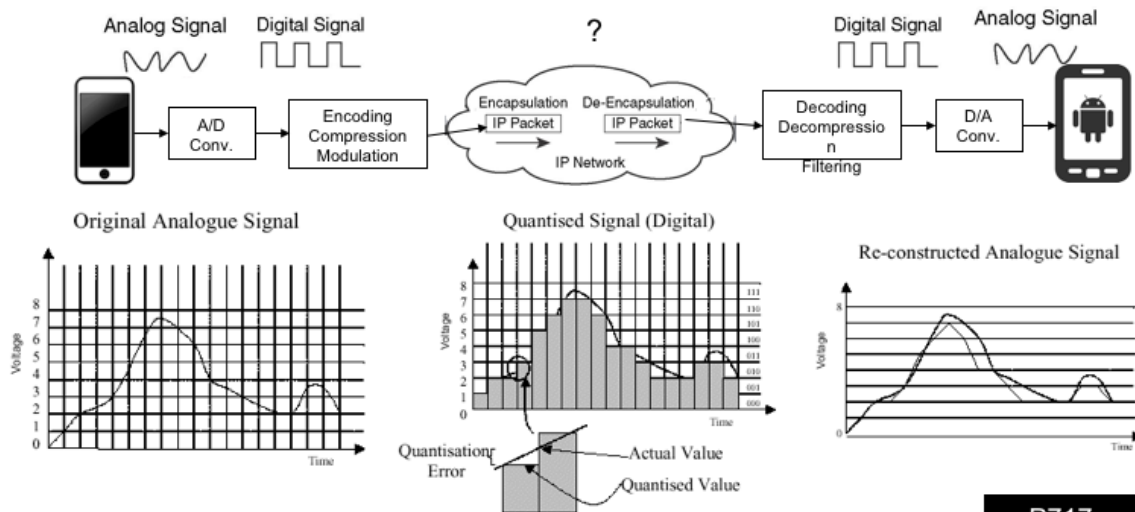 Analog Signal
Digital Signal
?
Digital Signal
Analog Signal
A/D
Conv.
Encoding
Compression
Modulation
Encapsulation
De-Encapsulation
IP Packet
IP Packet
IP Network
Decoding
Decompressio
n
Filtering
D/A
Conv.
Original Analogue Signal
Voltage
8
7
6
5
4
3
2
1
0
Time
Quantised Signal (Digital)
Voltage
8
7
6
5
4
3
2
1
0
111
110
101
100
011
010
001
000
Time
Quantisation
Error
Actual Value
Quantised Value
Re-constructed Analogue Signal
Voltage
8
0
Time